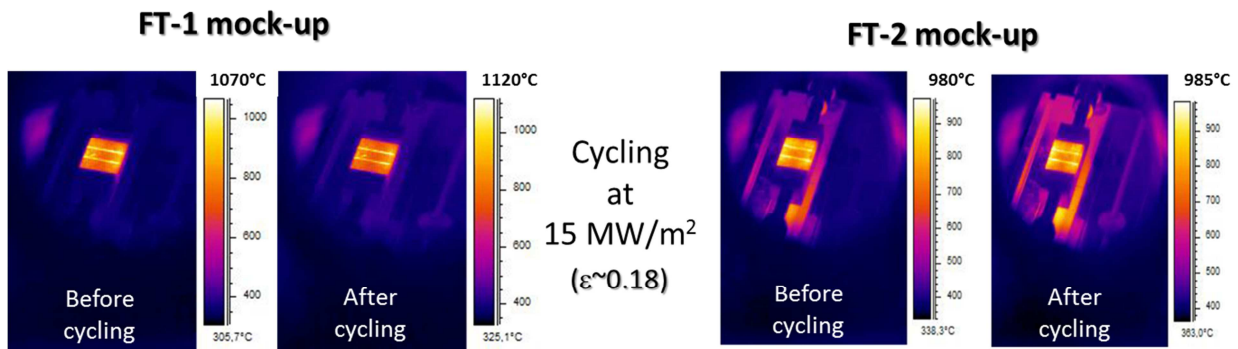 FT-1 mock-up
1070°C
1000
800
600
400
305,7°C
Before
cycling
1120°C
1000
800
600
400
325,1°C
After
cycling
Cycling
at
15 MW/m²
(ε~0.18)
FT-2 mock-up
980°C
900
800
700
600
500
400
338,3°C
Before
cycling
985°C
900
800
700
600
500
400
363,0°C
After
cycling